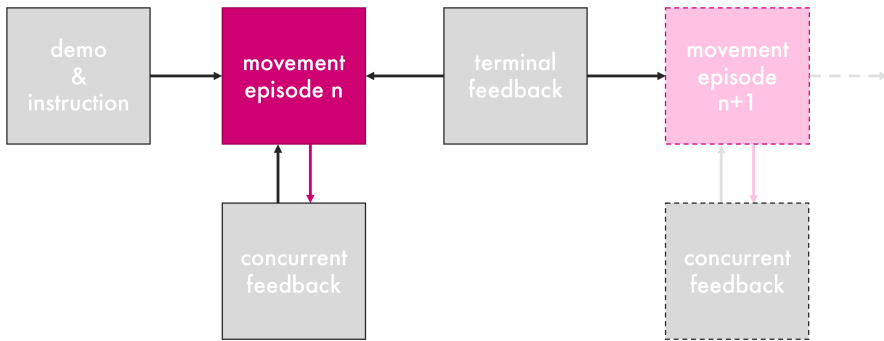 demo
&
instruction
movement
episode n
terminal
feedback
movement
episode
n+1
concurrent
feedback
concurrent
feedback